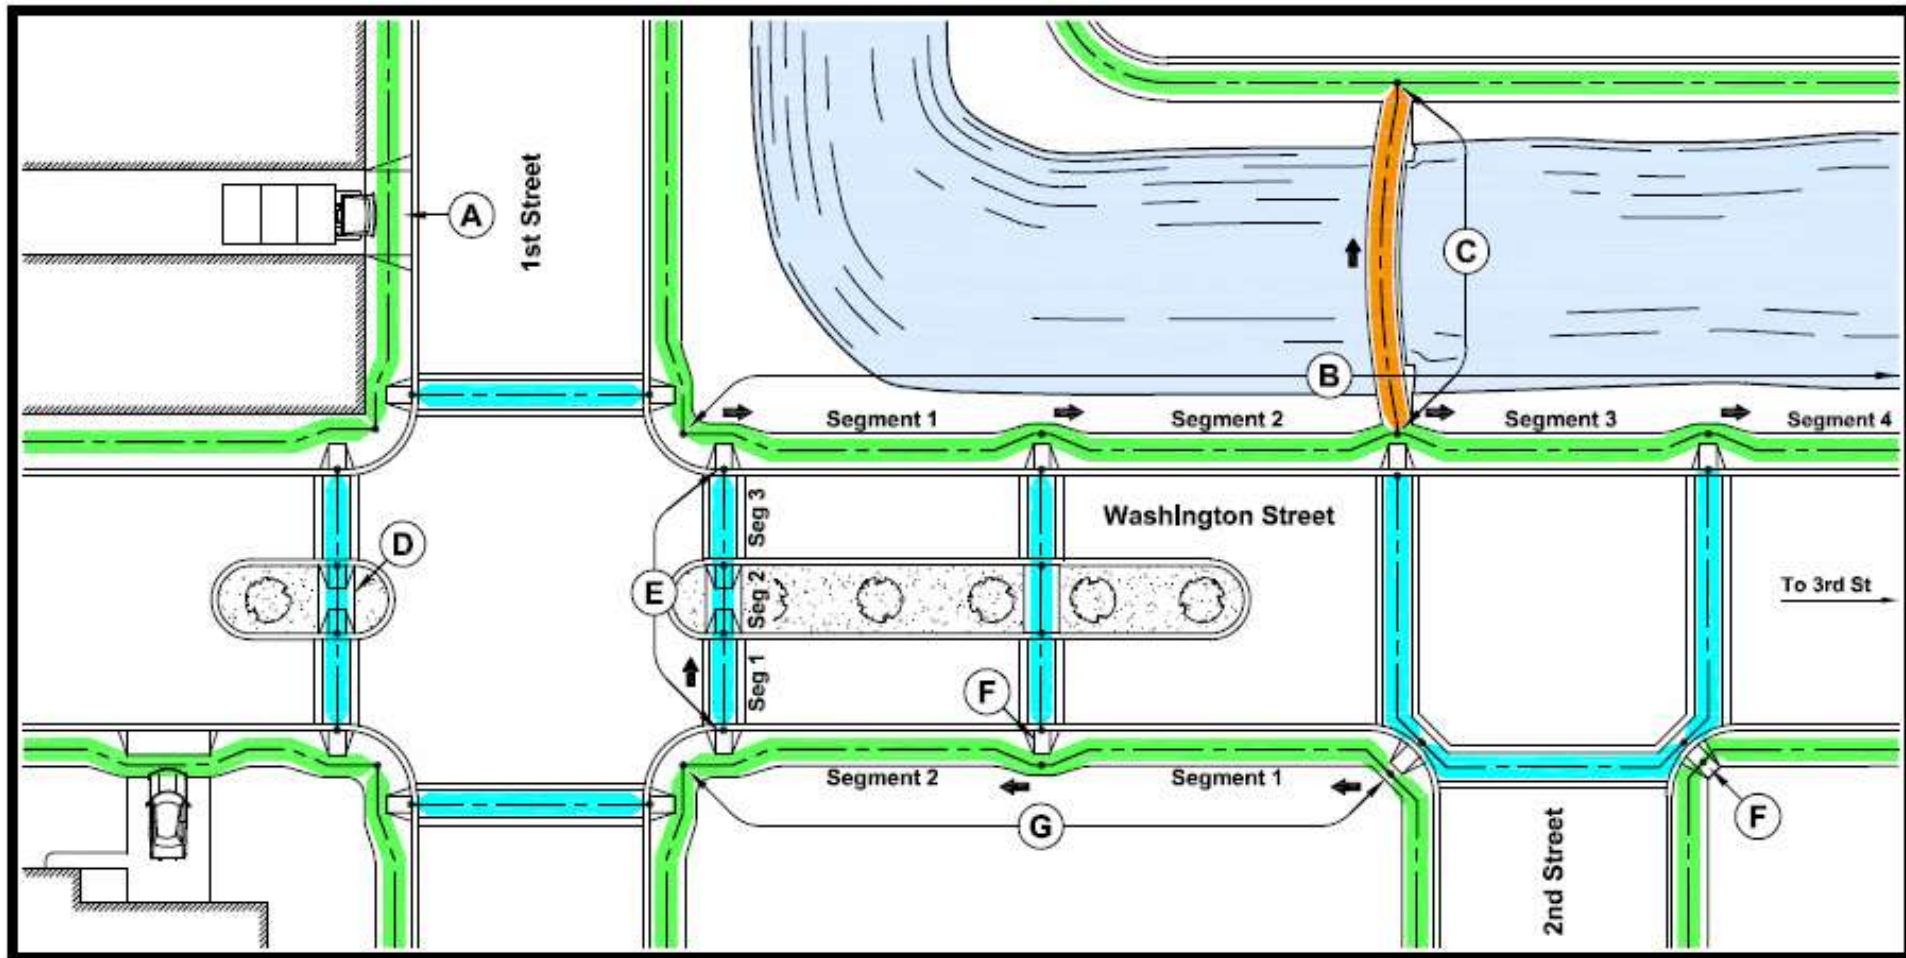 A
1st Street
C
B
Segment 1
Segment 2
Segment 3
Segment 4
Seg 3
Washington Street
D
E
Seg 2
To 3rd St
Seg 1
F
Segment 2
Segment 1
G
F
2nd Street